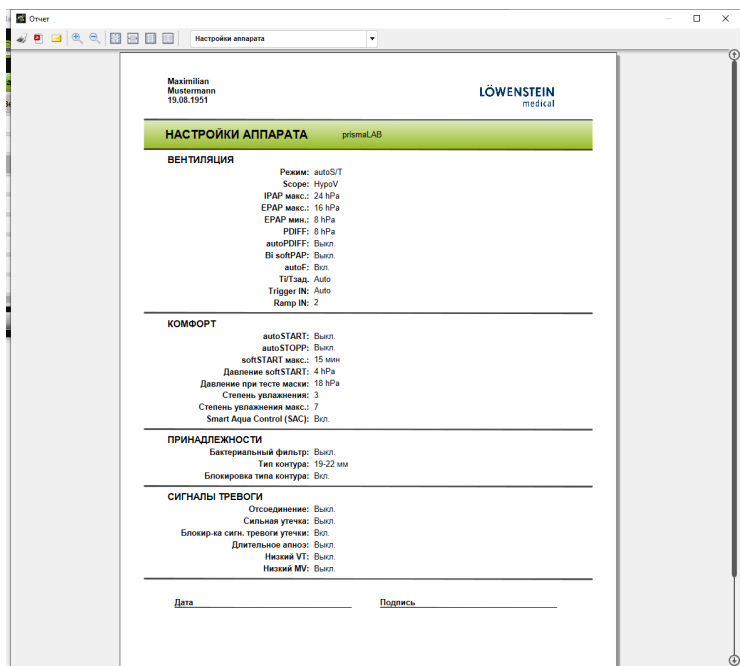 Отчет
Настройки аппарата
Maximilian
Mustermann
19.08.1951
LÖWENSTEIN
medical
НАСТРОЙКИ АППАРАТА prismaLAB
ВЕНТИЛЯЦИЯ
Режим: autoS/T
Scope: HypoV
IPAP макс.: 24 hPa
EPAP макс.: 16 hPa
EPAP мин.: 8 hPa
PDIFF: 8 hPa
autoPDIFF: Выкл.
Bi softPAP: Выкл.
autoF: Вкл.
Ti/Tзад. Auto
Trigger IN: Auto
Ramp IN: 2
КОМФОРТ
autoSTART: Выкл.
autoSTOPP: Выкл.
softSTART макс.: 15 мин
Давление softSTART: 4 hPa
Давление при тесте маски: 18 hPa
Степень увлажнения: 3
Степень увлажнения макс.: 7
Smart Aqua Control (SAC): Вкл.
ПРИНАДЛЕЖНОСТИ
Бактериальный фильтр: Выкл.
Тип контура: 19-22 мм
Блокировка типа контура: Вкл.
СИГНАЛЫ ТРЕВОГИ
Отсоединение: Выкл.
Сильная утечка: Выкл.
Блокир-ка сигн. тревоги утечки: Вкл.
Длительное апноэ: Выкл.
Низкий VT: Выкл.
Низкий MV: Выкл.
Дата Подпись